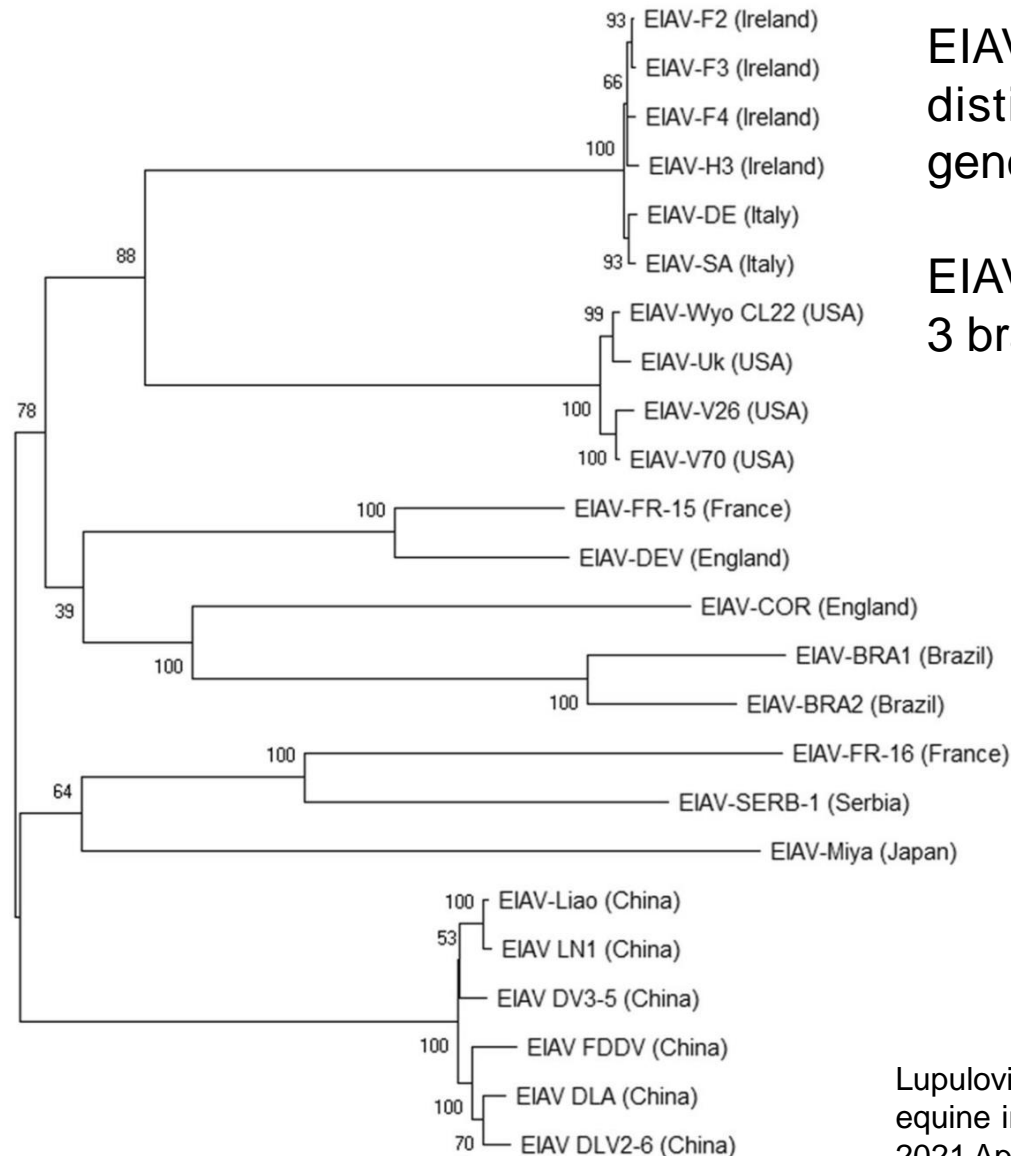 93
EIAV-F2 (Ireland)
EIAV-F3 (Ireland)
66
EIAV-F4 (Ireland)
100
EIAV-H3 (Ireland)
EIAV-DE (Italy)
88
93
EIAV-SA (Italy)
99
EIAV-Wyo CL22 (USA)
EIAV-Uk (USA)
78
100
EIAV-V26 (USA)
100
EIAV-V70 (USA)
100
EIAV-FR-15 (France)
EIAV-DEV (England)
39
EIAV-COR (England)
100
EIAV-BRA1 (Brazil)
100
EIAV-BRA2 (Brazil)
100
EIAV-FR-16 (France)
64
EIAV-SERB-1 (Serbia)
EIAV-Miya (Japan)
100
EIAV-Liao (China)
53
EIAV LN1 (China)
EIAV DV3-5 (China)
100
EIAV FDDV (China)
EIAV DLA (China)
100
70
EIAV DLV2-6 (China)
EIAV
disti
gene
EIAV
3 br
Lupulovi
equine i
2021 Ap